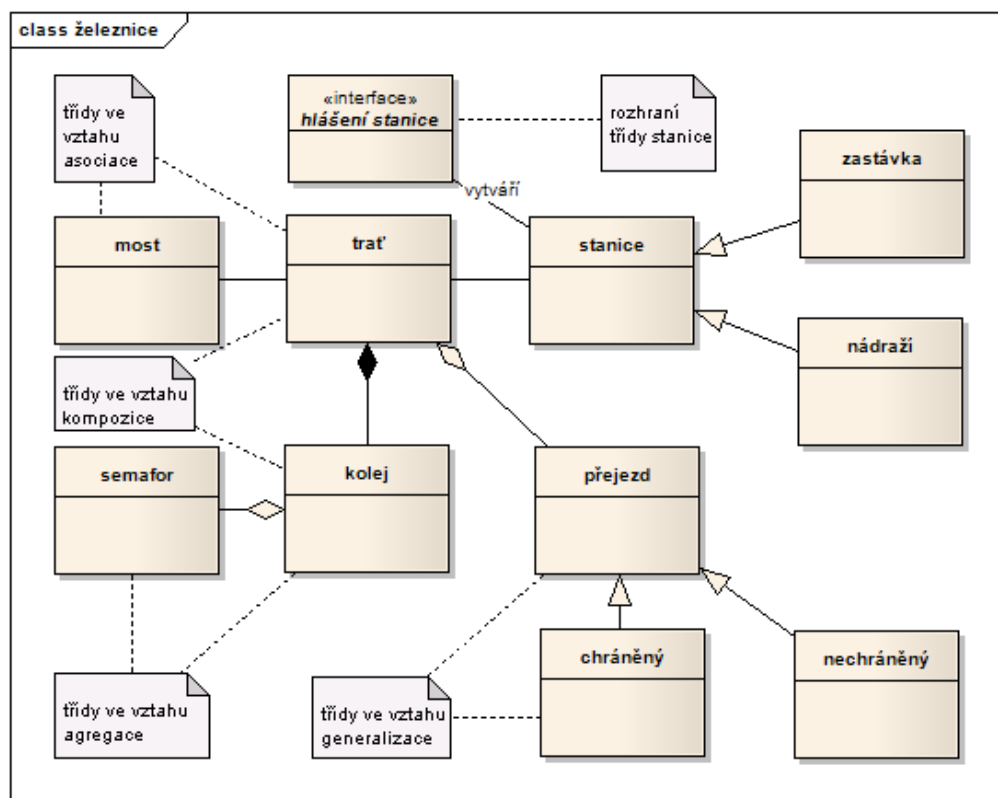 class železnice
třídy ve
vztahu
asociace
«interface»
hlášení stanice
rozhraní
třídy stanice
zastávka
vytváří
most
trať
stanice
nádraží
třídy ve vztahu
kompozice
semafor
kolej
přejezd
chráněný
nechráněný
třídy ve vztahu
agregace
třídy ve vztahu
generalizace